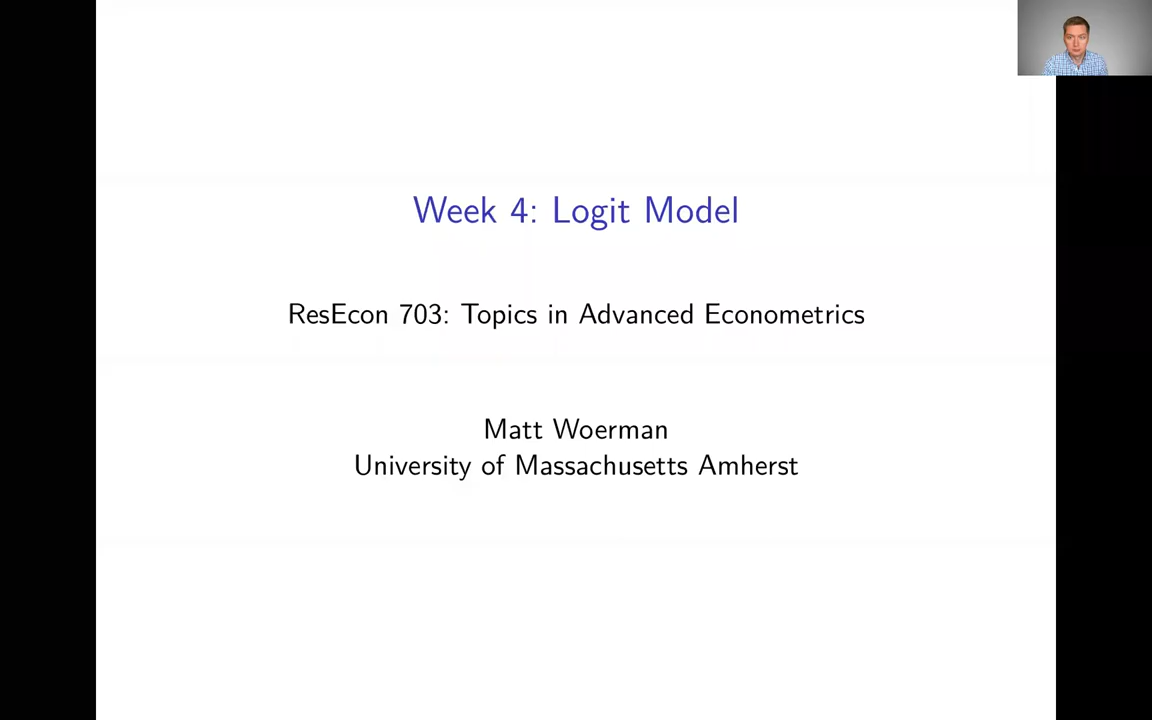 Week 4: Logit Model
ResEcon 703: Topics in Advanced Econometrics
Matt Woerman
University of Massachusetts Amherst